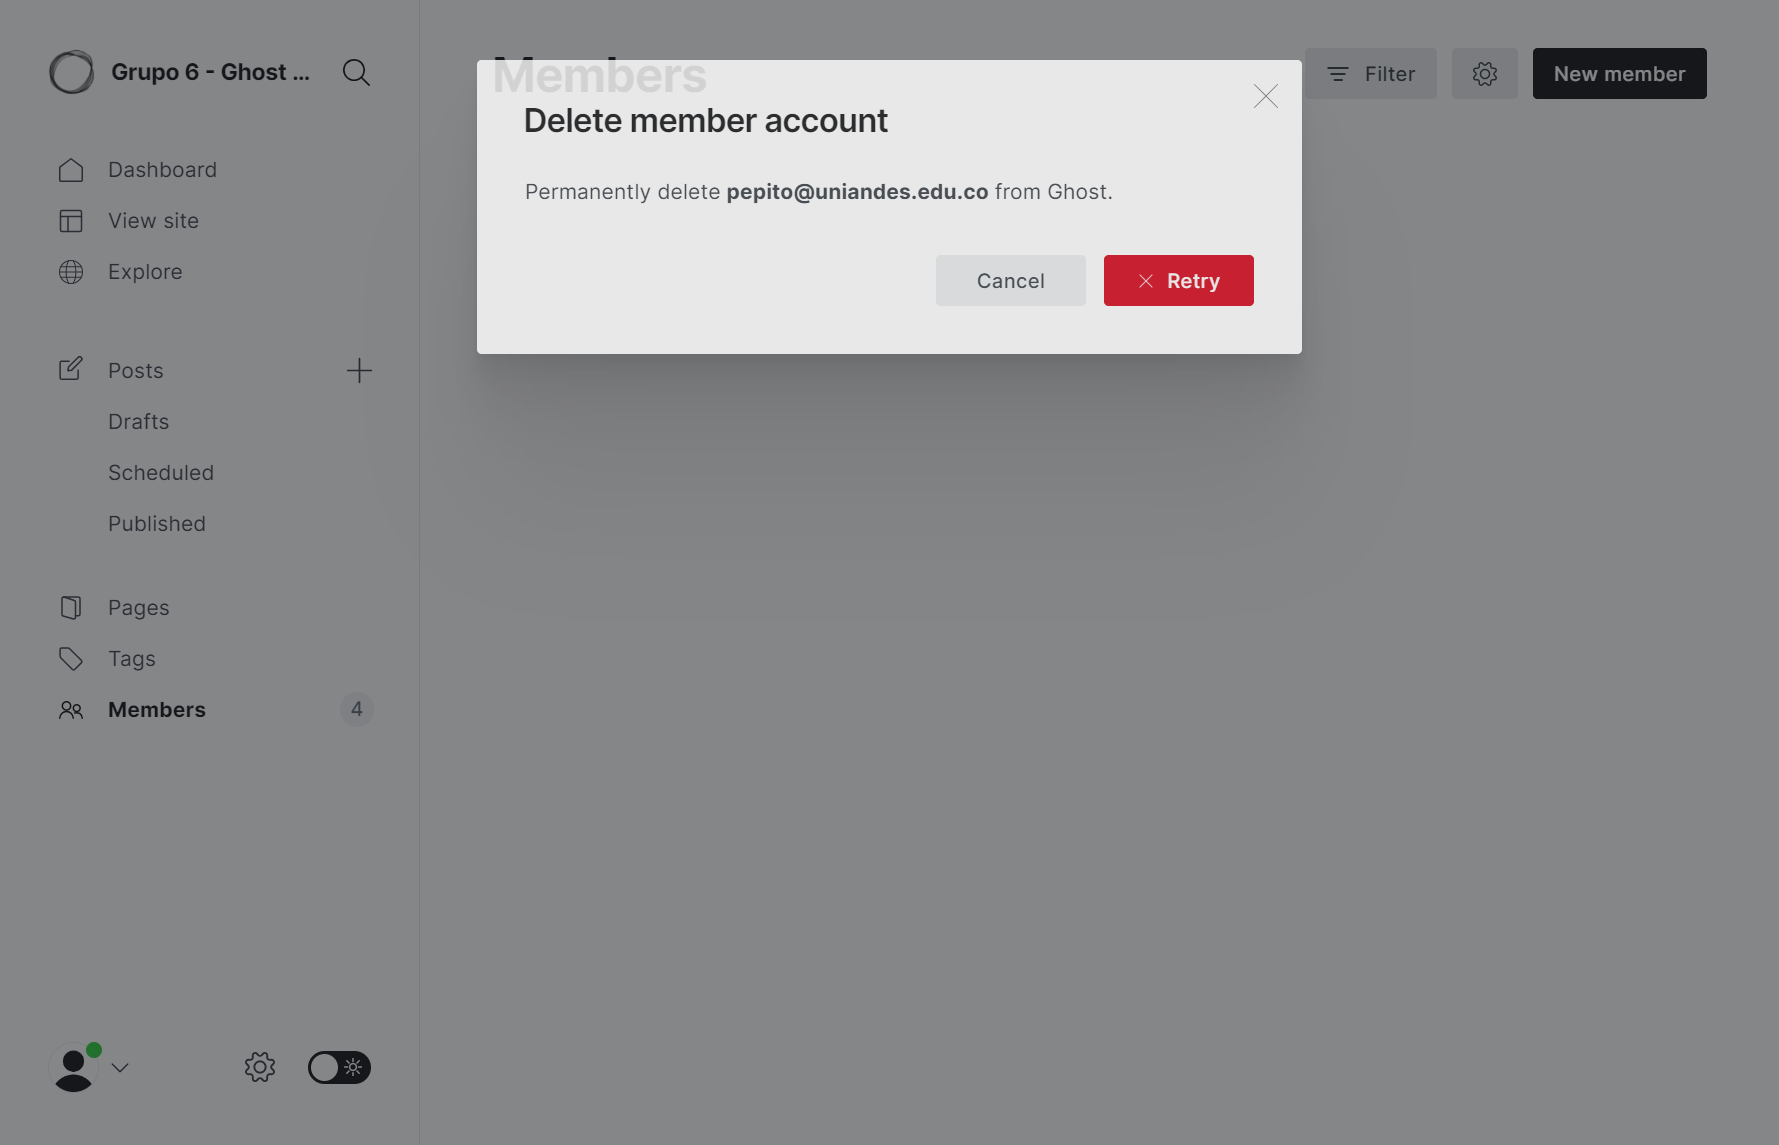 Grupo 6 - Ghost ...
Dashboard
View site
Explore
Posts
Drafts
Scheduled
Published
Pages
Tags
Members
4
Members
Filter
New member
Delete member account
Permanently delete pepito@uniandes.edu.co from Ghost.
Cancel
Retry